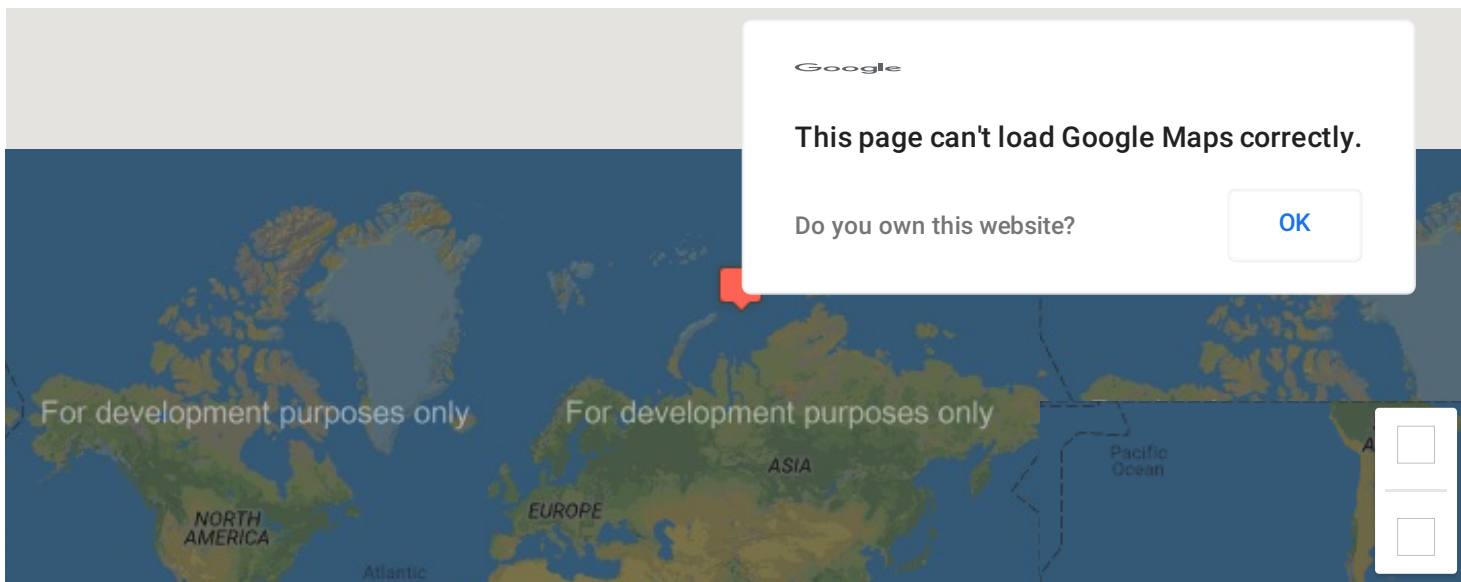 Google
This page can't load Google Maps correctly.
Do you own this website?
OK
For development purposes only
For development purposes only
Pacific
Ocean
ASIA
EUROPE
NORTH
AMERICA
Atlantic